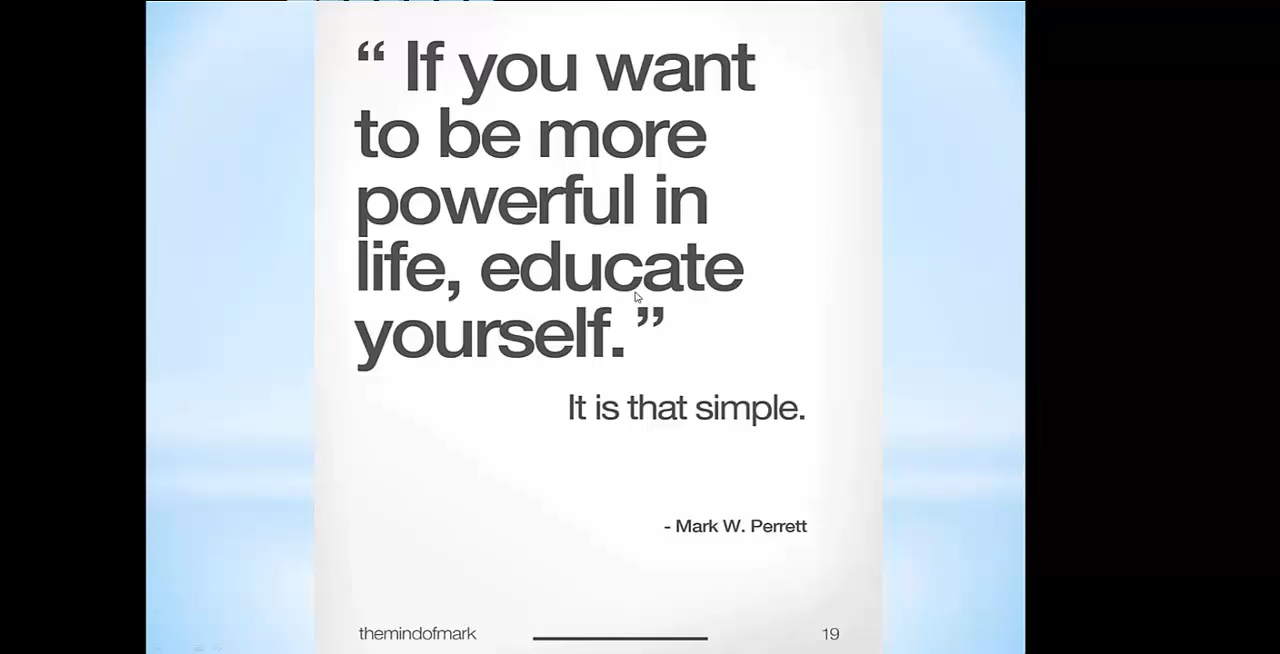 “ If you want
to be more
powerful in
life, educate
yourself.”
It is that simple.
- Mark W. Perrett
themindofmark
19